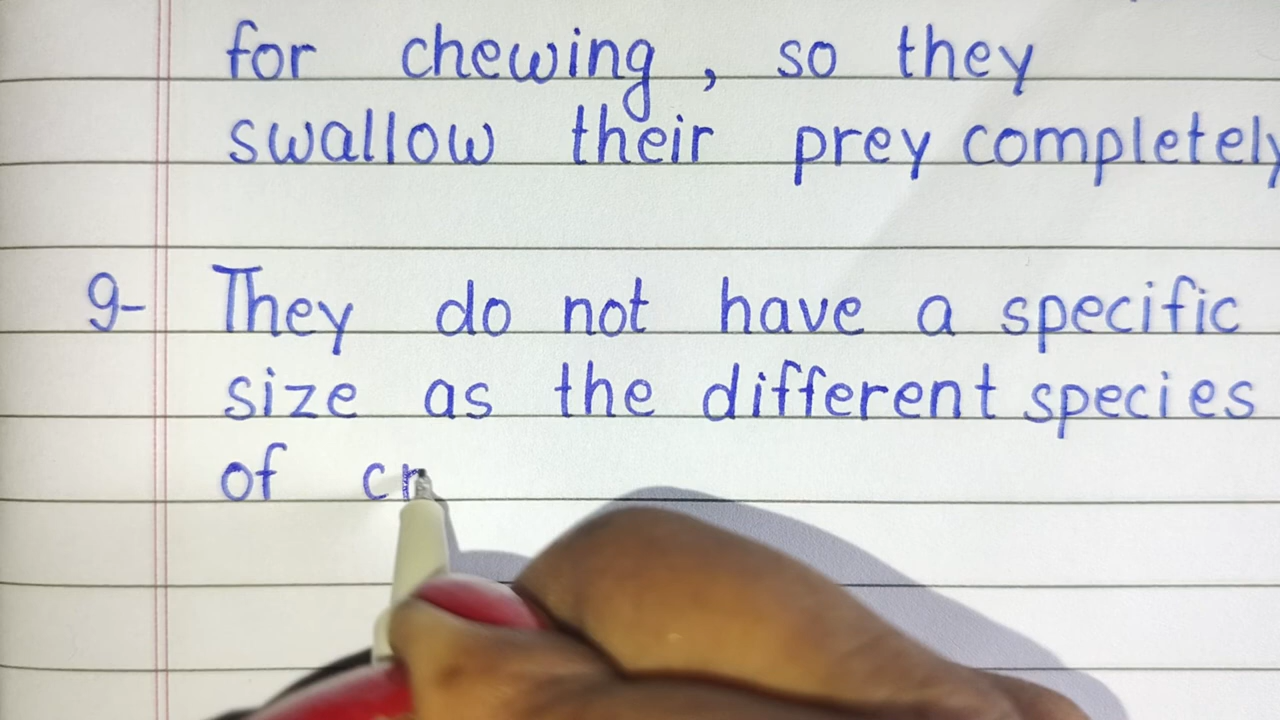 for chewing, so they
swallow their prey completely
9- They do not have a specific
size as the different species
of cr